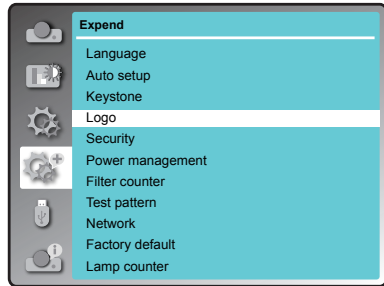 Expend
Language
Auto setup
Keystone
Logo
Security
Power management
Filter counter
Test pattern
Network
Factory default
Lamp counter